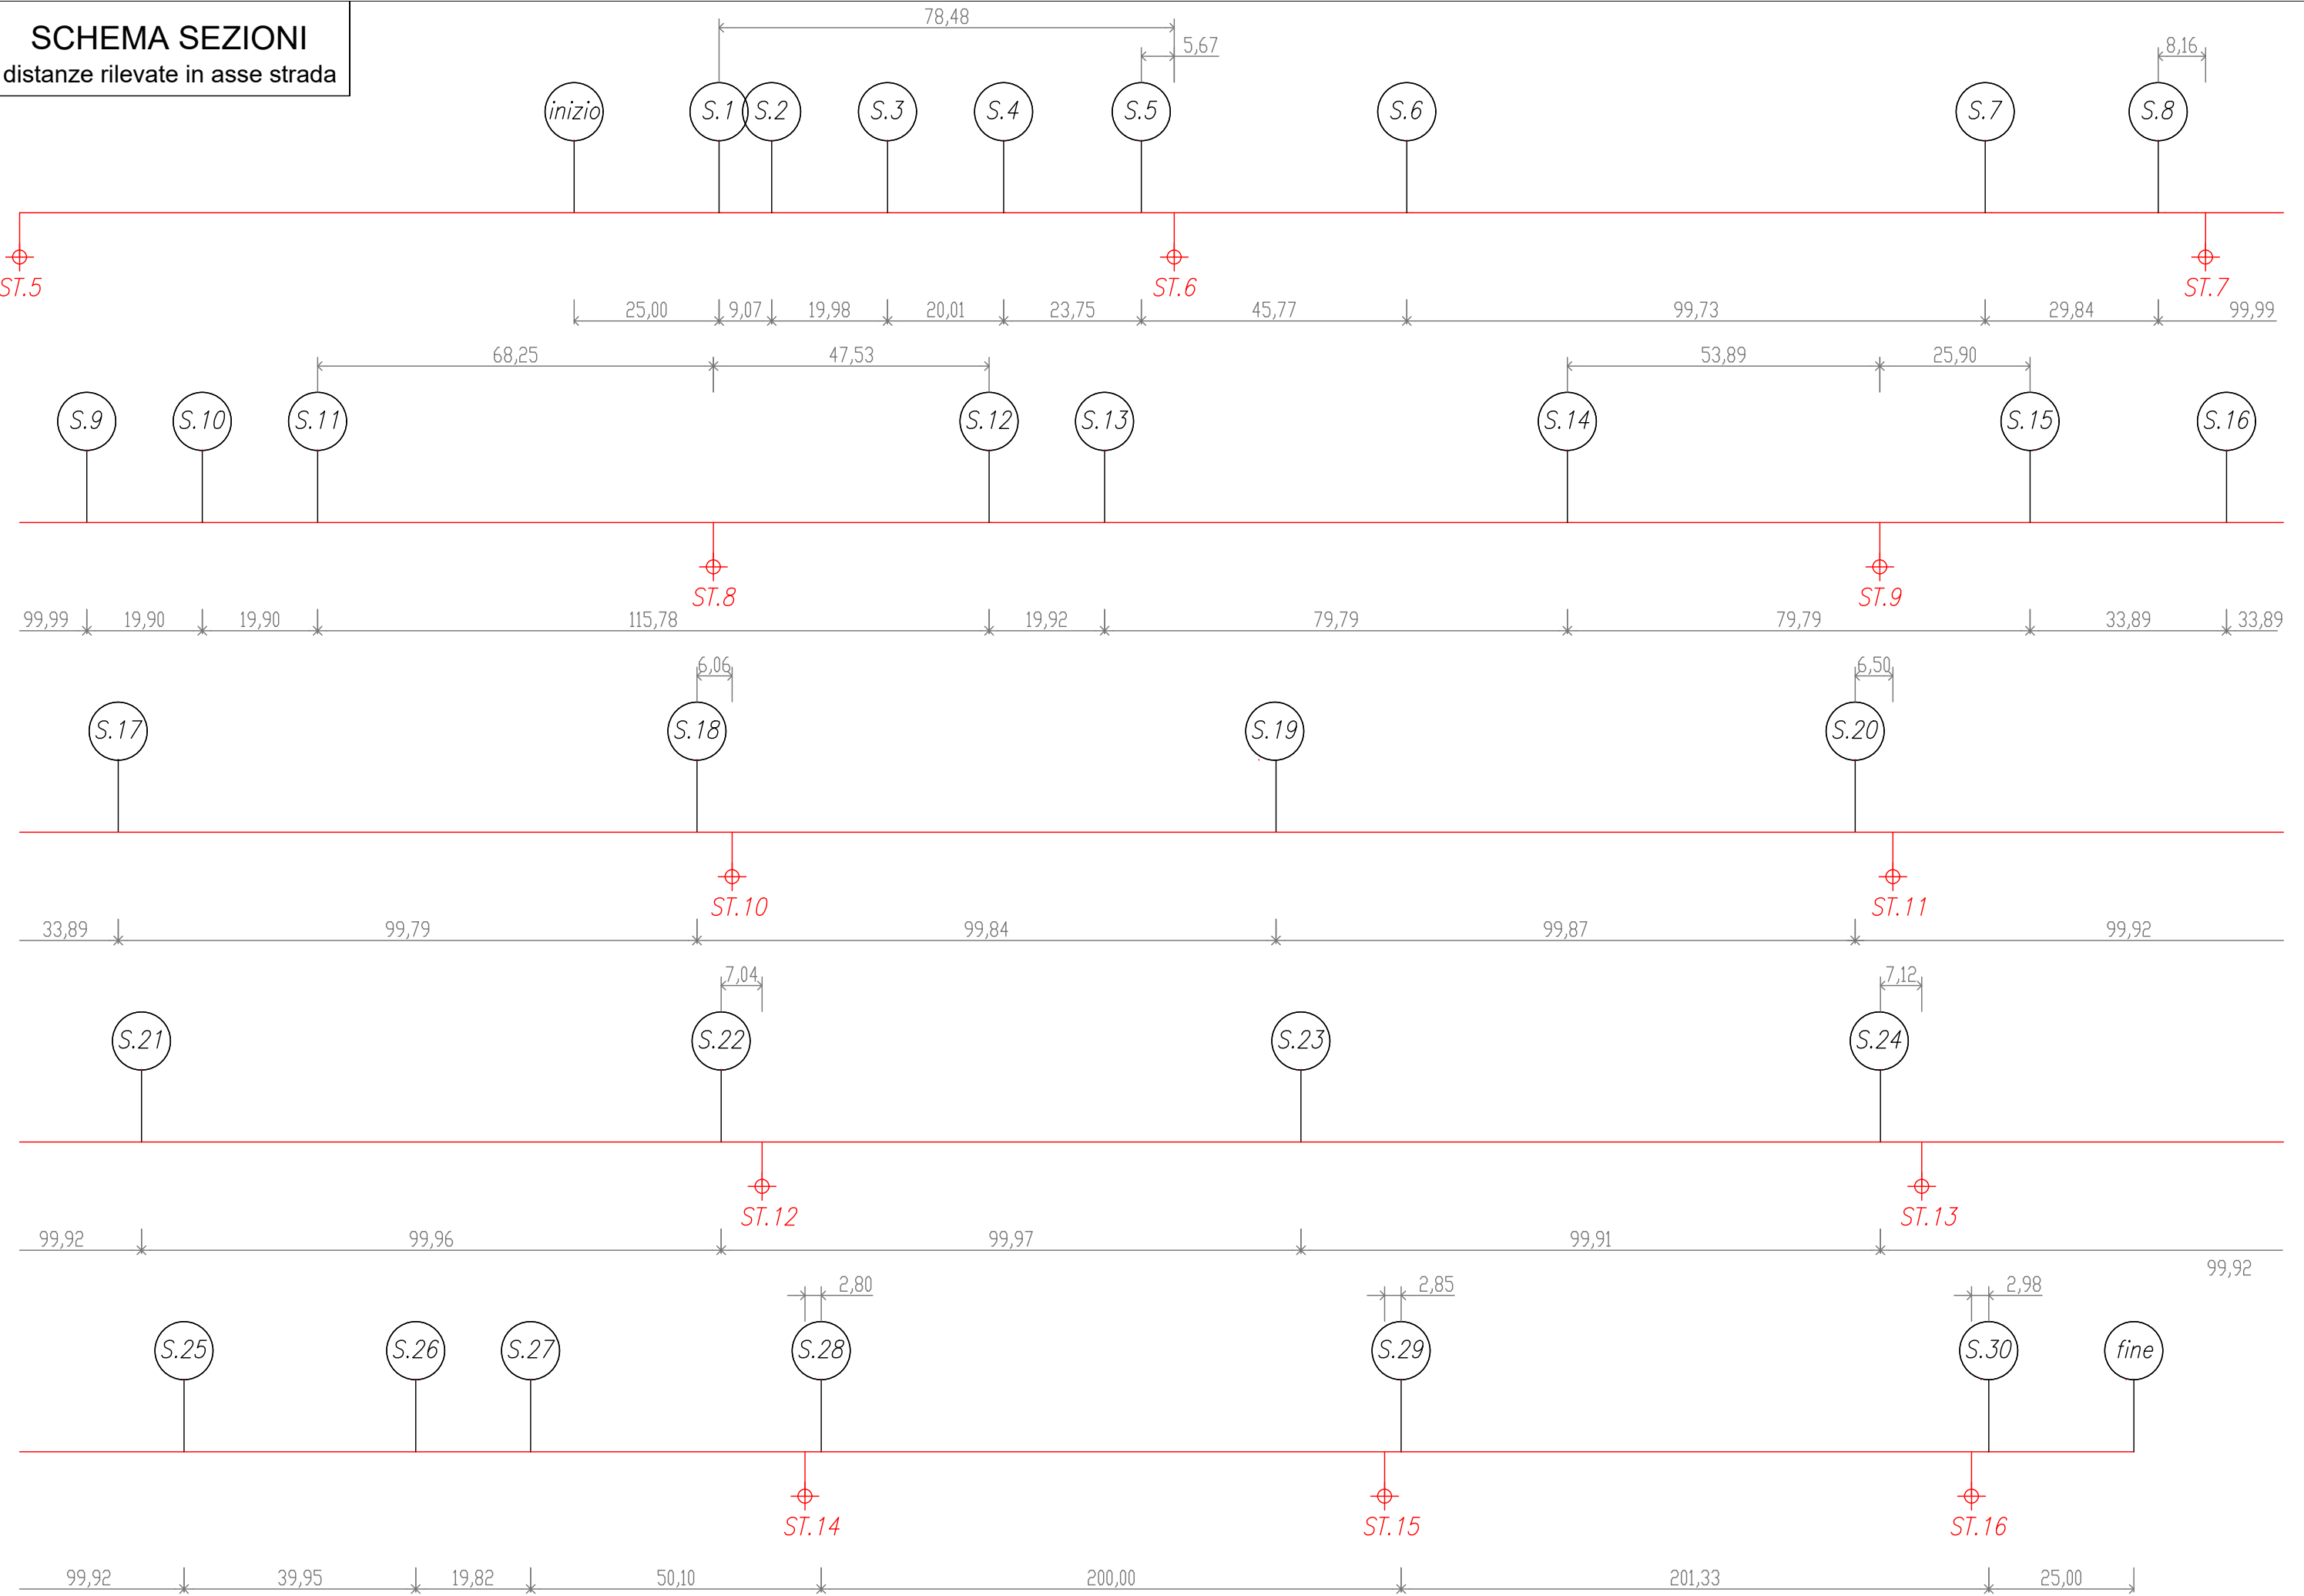 SCHEMA SEZIONI
distanze rilevate in asse strada
78,48
5,67
8,16
inizio S.1 S.2 S.3 S.4 S.5 S.6 S.7 S.8
ST.5 ST.6 ST.7
25,00 9,07 19,98 20,01 23,75 45,77 99,73 29,84 99,99
68,25 47,53 53,89 25,90
S.9 S.10 S.11 S.12 S.13 S.14 S.15 S.16
ST.8 ST.9
99,99 19,90 19,90 115,78 19,92 79,79 79,79 33,89 33,89
6,06 6,50
S.17 S.18 S.19 S.20
ST.10 ST.11
33,89 99,79 99,84 99,87 99,92
7,04 7,12
S.21 S.22 S.23 S.24
ST.12 ST.13
99,92 99,96 99,97 99,91
99,92
2,80 2,85 2,98
S.25 S.26 S.27 S.28 S.29 S.30 fine
ST.14 ST.15 ST.16
99,92 39,95 19,82 50,10 200,00 201,33 25,00